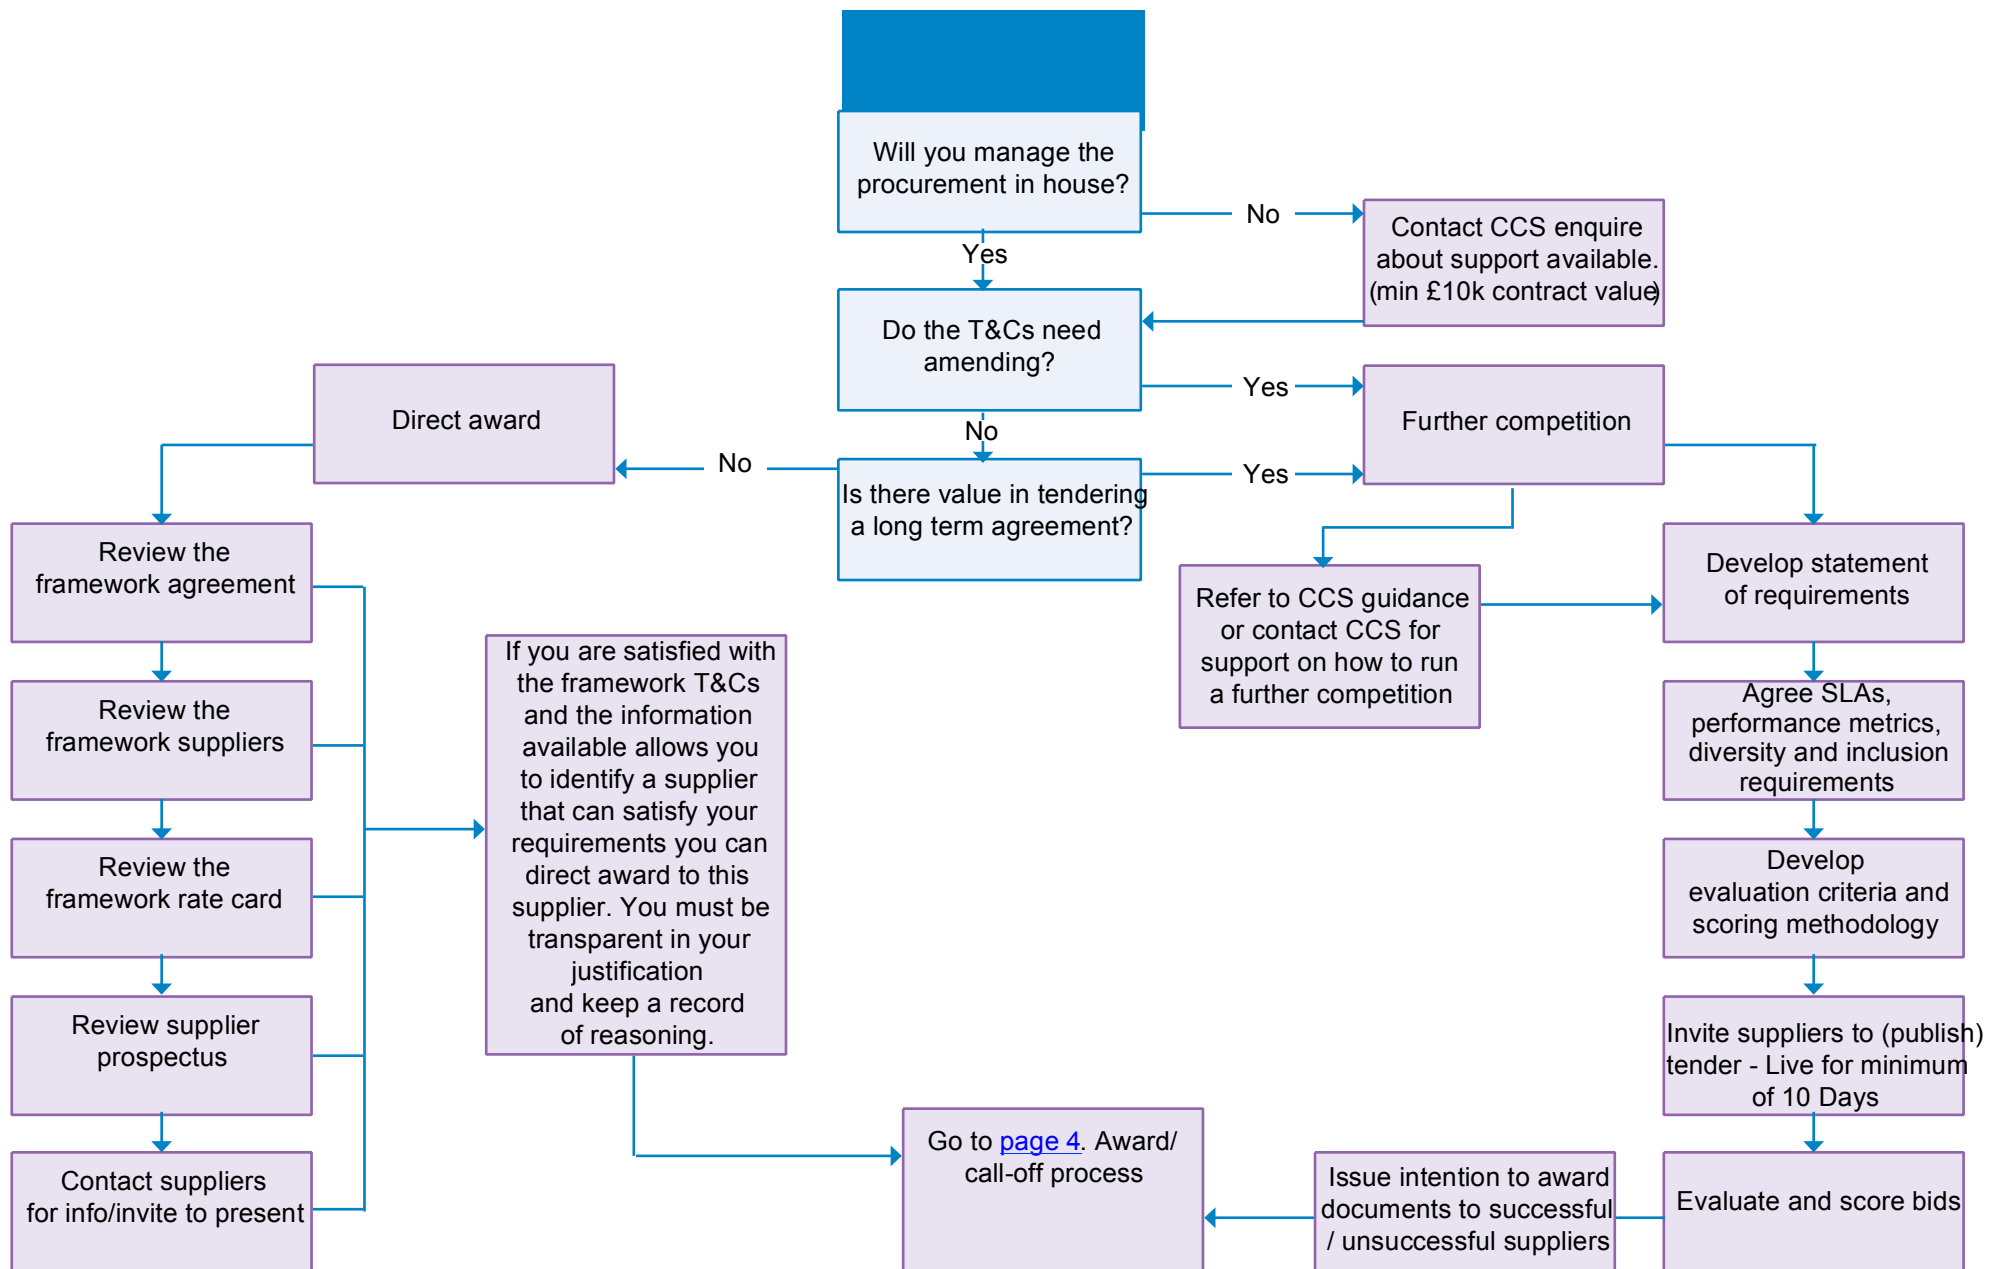 Will you manage the
procurement in house?
No
Contact CCS enquire
about support available.
(min £10k contract value)
Yes
Do the T&Cs need
amending?
Yes
Further competition
No
Direct award
No
Is there value in tendering
a long term agreement?
Yes
Review the
framework agreement
Review the
framework suppliers
Review the
framework rate card
Review supplier
prospectus
Contact suppliers
for info/invite to present
If you are satisfied with
the framework T&Cs
and the information
available allows you
to identify a supplier
that can satisfy your
requirements you can
direct award to this
supplier. You must be
transparent in your
justification
and keep a record
of reasoning.
Refer to CCS guidance
or contact CCS for
support on how to run
a further competition
Develop statement
of requirements
Agree SLAs,
performance metrics,
diversity and inclusion
requirements
Develop
evaluation criteria and
scoring methodology
Invite suppliers to (publish)
tender - Live for minimum
of 10 Days
Evaluate and score bids
Issue intention to award
documents to successful
/ unsuccessful suppliers
Go to page 4. Award/
call-off process